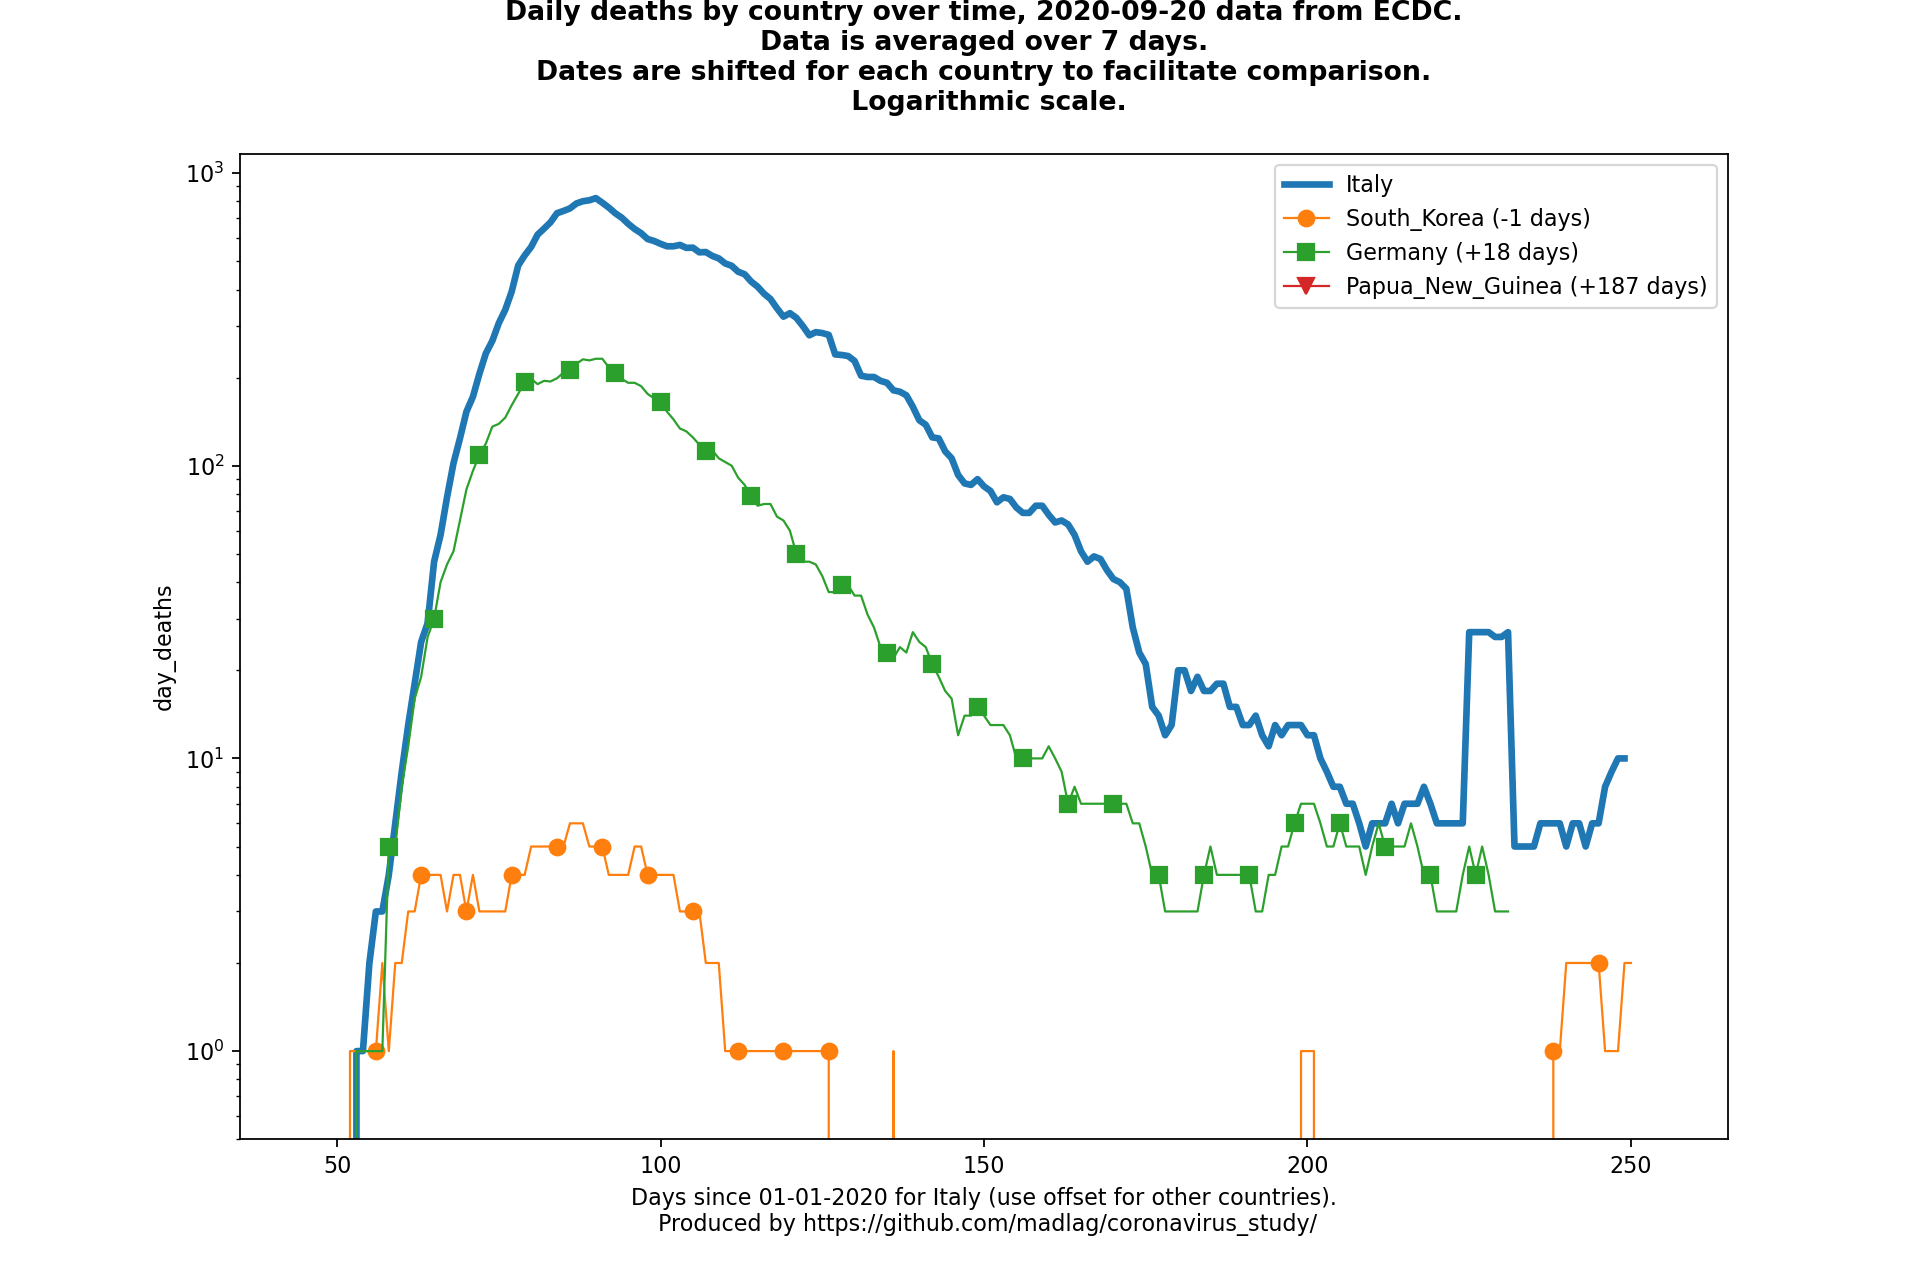 Daily deaths by country over time, 2020-09-20 data from ECDC.
Data is averaged over 7 days.
Dates are shifted for each country to facilitate comparison.
Logarithmic scale.
Italy
South_Korea (-1 days)
Germany (+18 days)
Papua_New_Guinea (+187 days)
day_deaths
10³
10²
10¹
10⁰
50 100 150 200 250
Days since 01-01-2020 for Italy (use offset for other countries).
Produced by https://github.com/madlag/coronavirus_study/